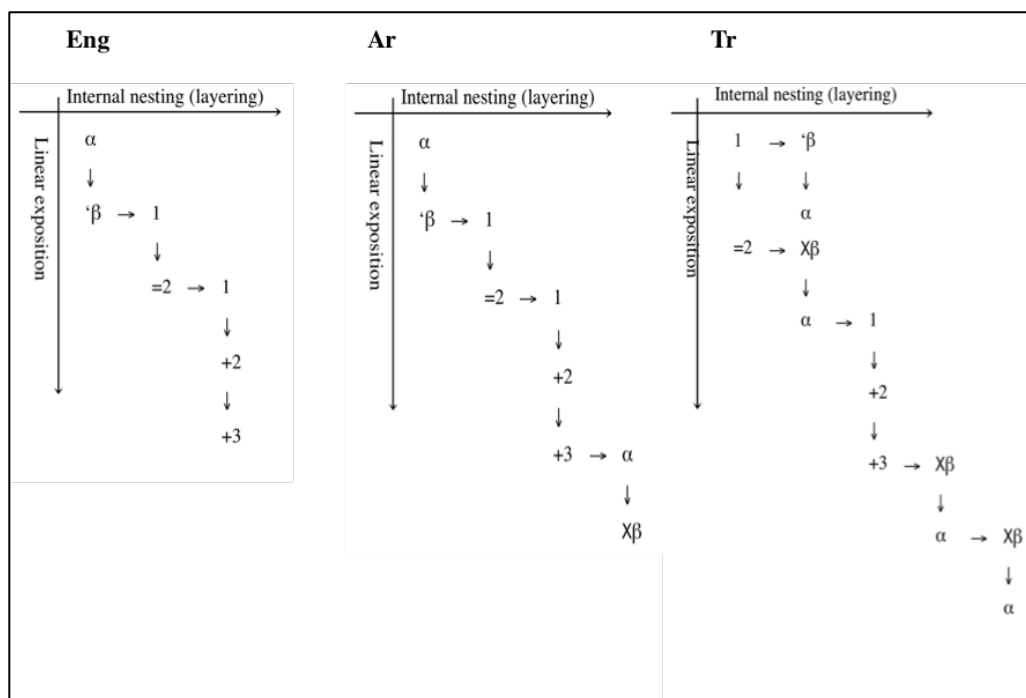 Eng
Internal nesting (layering)
Linear exposition
α
↓
‘β → 1
↓
=2 → 1
↓
+2
↓
+3
Ar
Internal nesting (layering)
Linear exposition
α
↓
‘β → 1
↓
=2 → 1
↓
+2
↓
+3 → α
↓
Xβ
Tr
Internal nesting (layering)
Linear exposition
1 → ‘β
↓ ↓
α
=2 → Xβ
↓
α → 1
↓
+2
↓
+3 → Xβ
↓
α → Xβ
↓
α